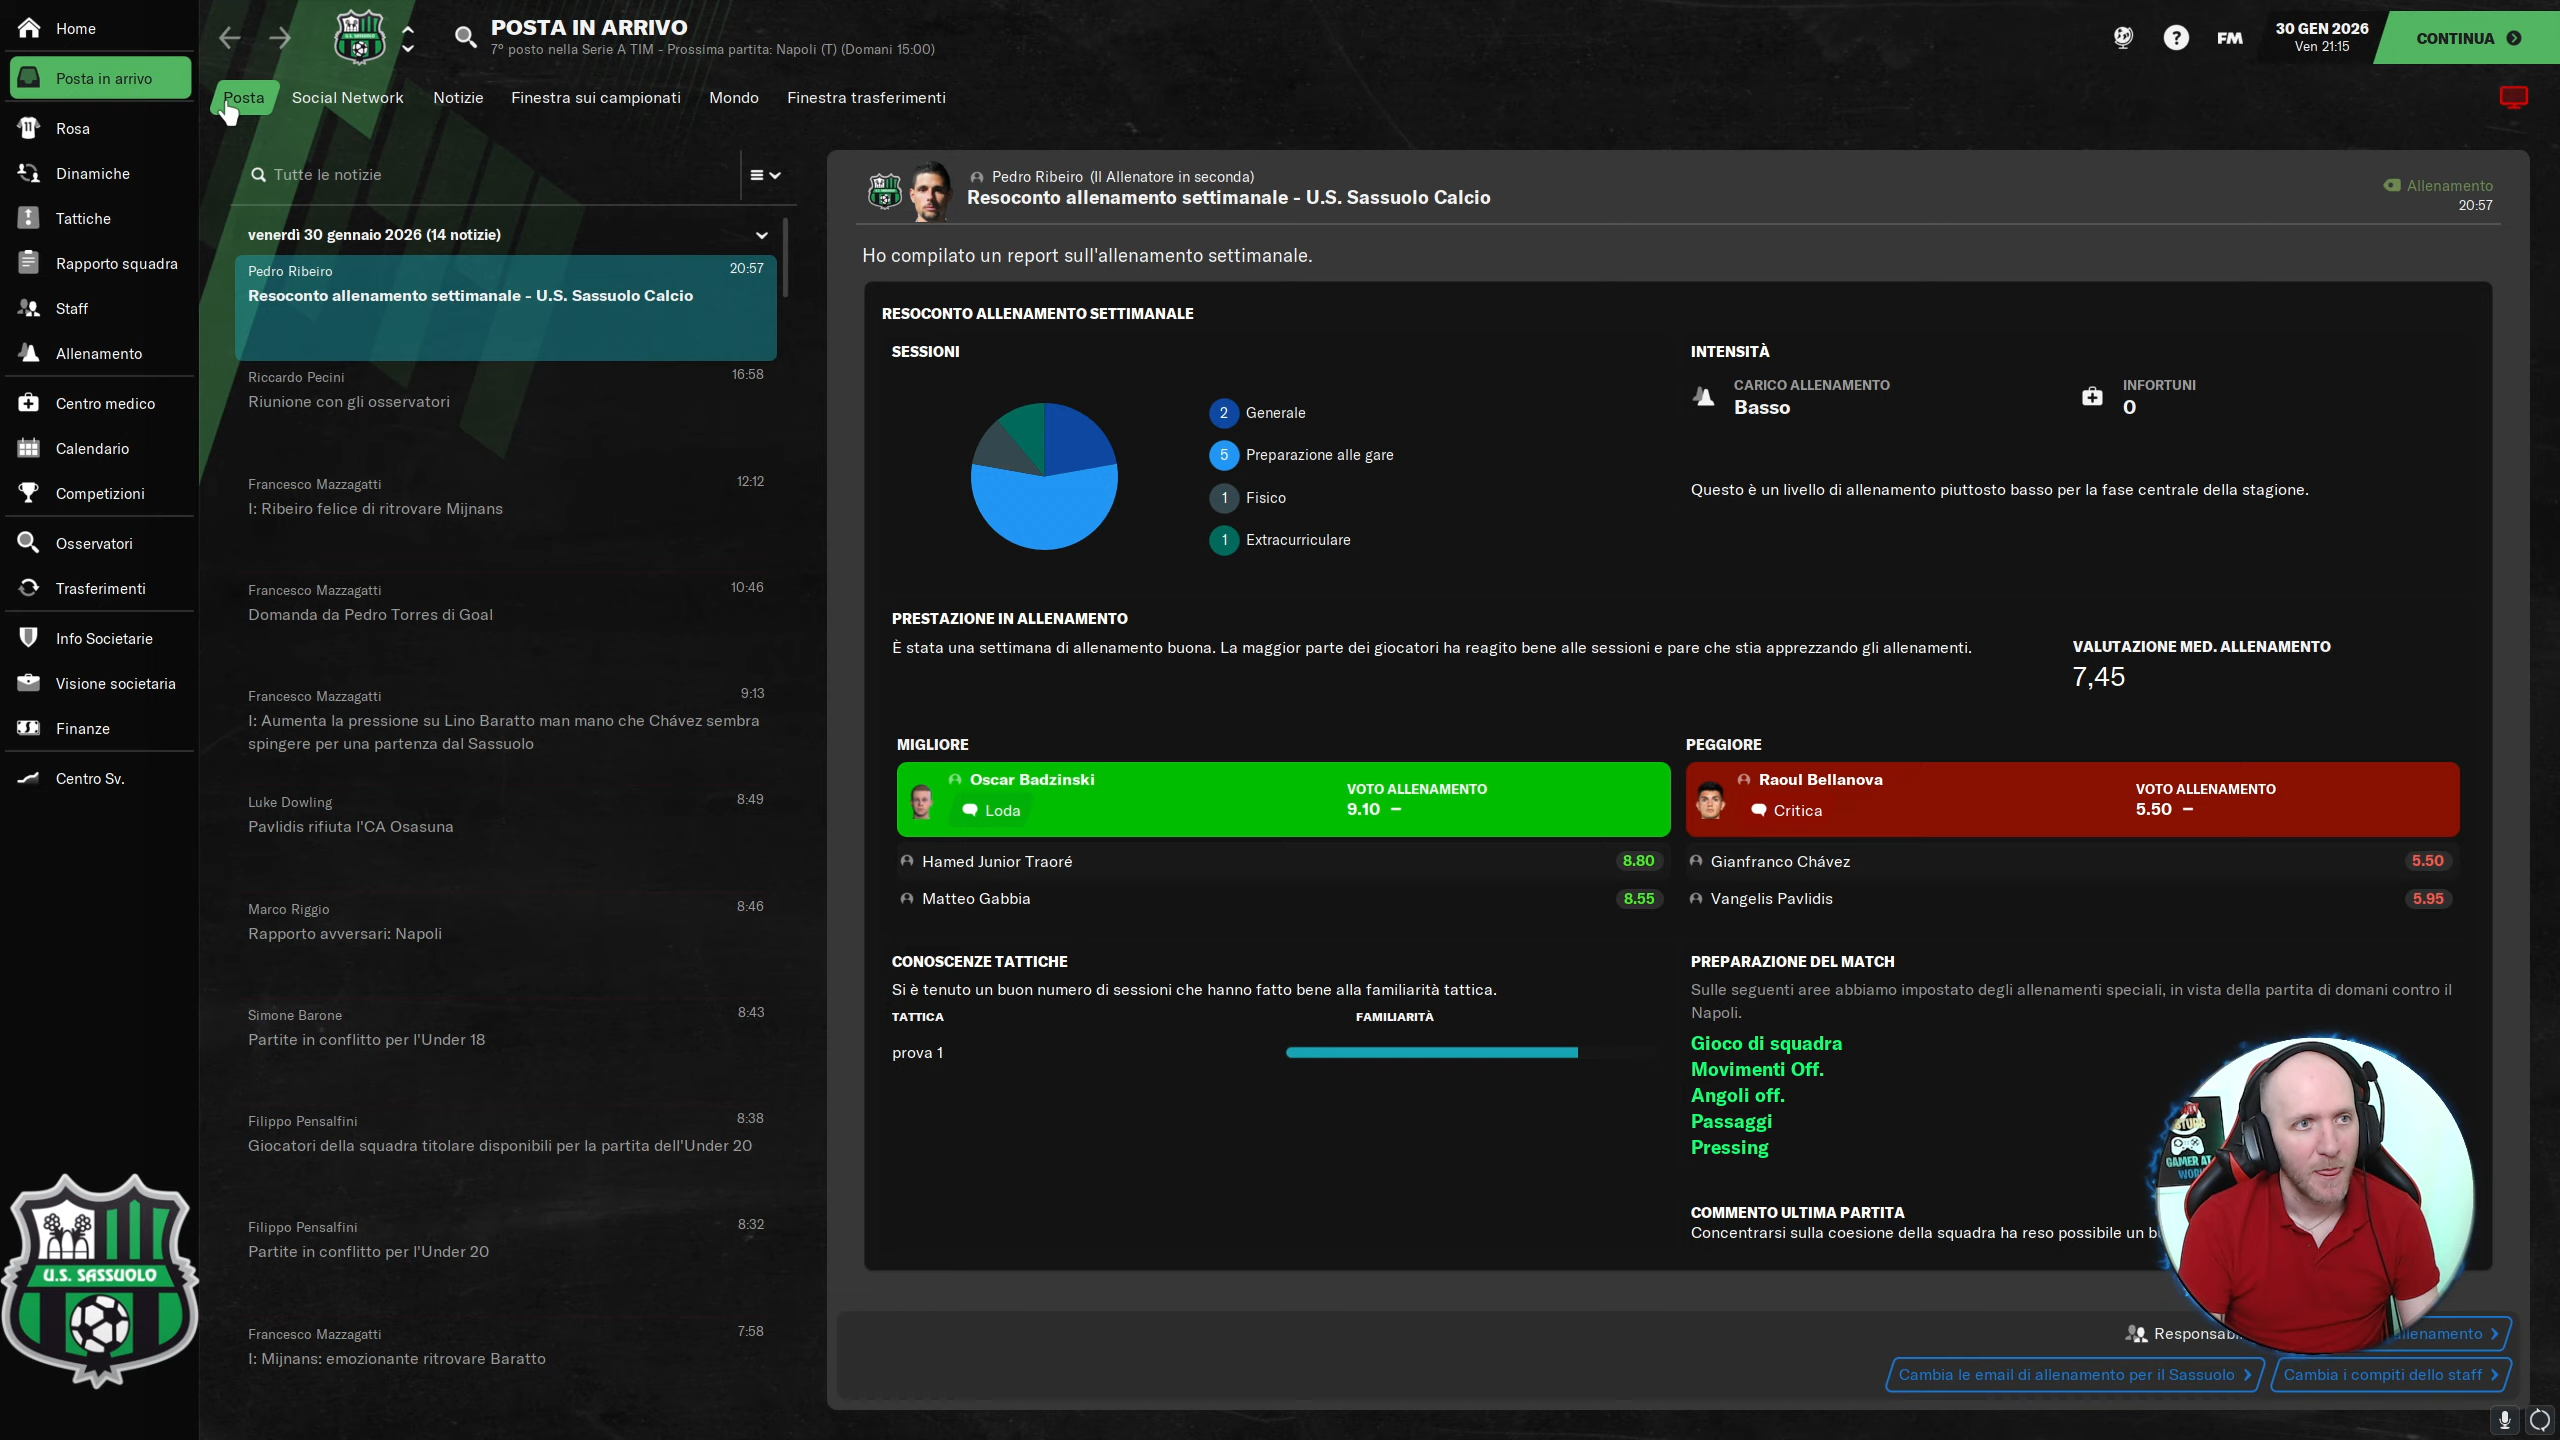 Home
Posta in arrivo
Rosa
Dinamiche
Tattiche
Rapporto squadra
Staff
Allenamento
Centro medico
Calendario
Competizioni
Osservatori
Trasferimenti
Info Societarie
Visione societaria
Finanze
Centro Sv.
U.S. SASSUOLO
POSTA IN ARRIVO
7° posto nella Serie A TIM - Prossima partita: Napoli (T) (Domani 15:00)
FM
30 GEN 2026
Ven 21:15
CONTINUA
Posta
Social Network
Notizie
Finestra sui campionati
Mondo
Finestra trasferimenti
Tutte le notizie
venerdì 30 gennaio 2026 (14 notizie)
Pedro Ribeiro 20:57
Resoconto allenamento settimanale - U.S. Sassuolo Calcio
Riccardo Pecini 16:58
Riunione con gli osservatori
Francesco Mazzagatti 12:12
I: Ribeiro felice di ritrovare Mijnans
Francesco Mazzagatti 10:46
Domanda da Pedro Torres di Goal
Francesco Mazzagatti 9:13
I: Aumenta la pressione su Lino Baratto man mano che Chávez sembra
spingere per una partenza dal Sassuolo
Luke Dowling 8:49
Pavlidis rifiuta l'CA Osasuna
Marco Riggio 8:46
Rapporto avversari: Napoli
Simone Barone 8:43
Partite in conflitto per l'Under 18
Filippo Pensalfini 8:38
Giocatori della squadra titolare disponibili per la partita dell'Under 20
Filippo Pensalfini 8:32
Partite in conflitto per l'Under 20
Francesco Mazzagatti 7:58
I: Mijnans: emozionante ritrovare Baratto
Pedro Ribeiro (Il Allenatore in seconda)
Resoconto allenamento settimanale - U.S. Sassuolo Calcio
Allenamento
20:57
Ho compilato un report sull'allenamento settimanale.
RESOCONTO ALLENAMENTO SETTIMANALE
SESSIONI
2 Generale
5 Preparazione alle gare
1 Fisico
1 Extracurriculare
INTENSITÀ
CARICO ALLENAMENTO
Basso
INFORTUNI
0
Questo è un livello di allenamento piuttosto basso per la fase centrale della stagione.
PRESTAZIONE IN ALLENAMENTO
È stata una settimana di allenamento buona. La maggior parte dei giocatori ha reagito bene alle sessioni e pare che stia apprezzando gli allenamenti.
VALUTAZIONE MED. ALLENAMENTO
7,45
MIGLIORE
Oscar Badzinski
Loda
VOTO ALLENAMENTO
9.10 –
Hamed Junior Traoré 8.80
Matteo Gabbia 8.55
PEGGIORE
Raoul Bellanova
Critica
VOTO ALLENAMENTO
5.50 –
Gianfranco Chávez 5.50
Vangelis Pavlidis 5.95
CONOSCENZE TATTICHE
Si è tenuto un buon numero di sessioni che hanno fatto bene alla familiarità tattica.
TATTICA FAMILIARITÀ
prova 1
PREPARAZIONE DEL MATCH
Sulle seguenti aree abbiamo impostato degli allenamenti speciali, in vista della partita di domani contro il
Napoli.
Gioco di squadra
Movimenti Off.
Angoli off.
Passaggi
Pressing
GAMER AT
COMMENTO ULTIMA PARTITA
Concentrarsi sulla coesione della squadra ha reso possibile un
Cambia le email di allenamento per il Sassuolo
Cambia i compiti dello staff